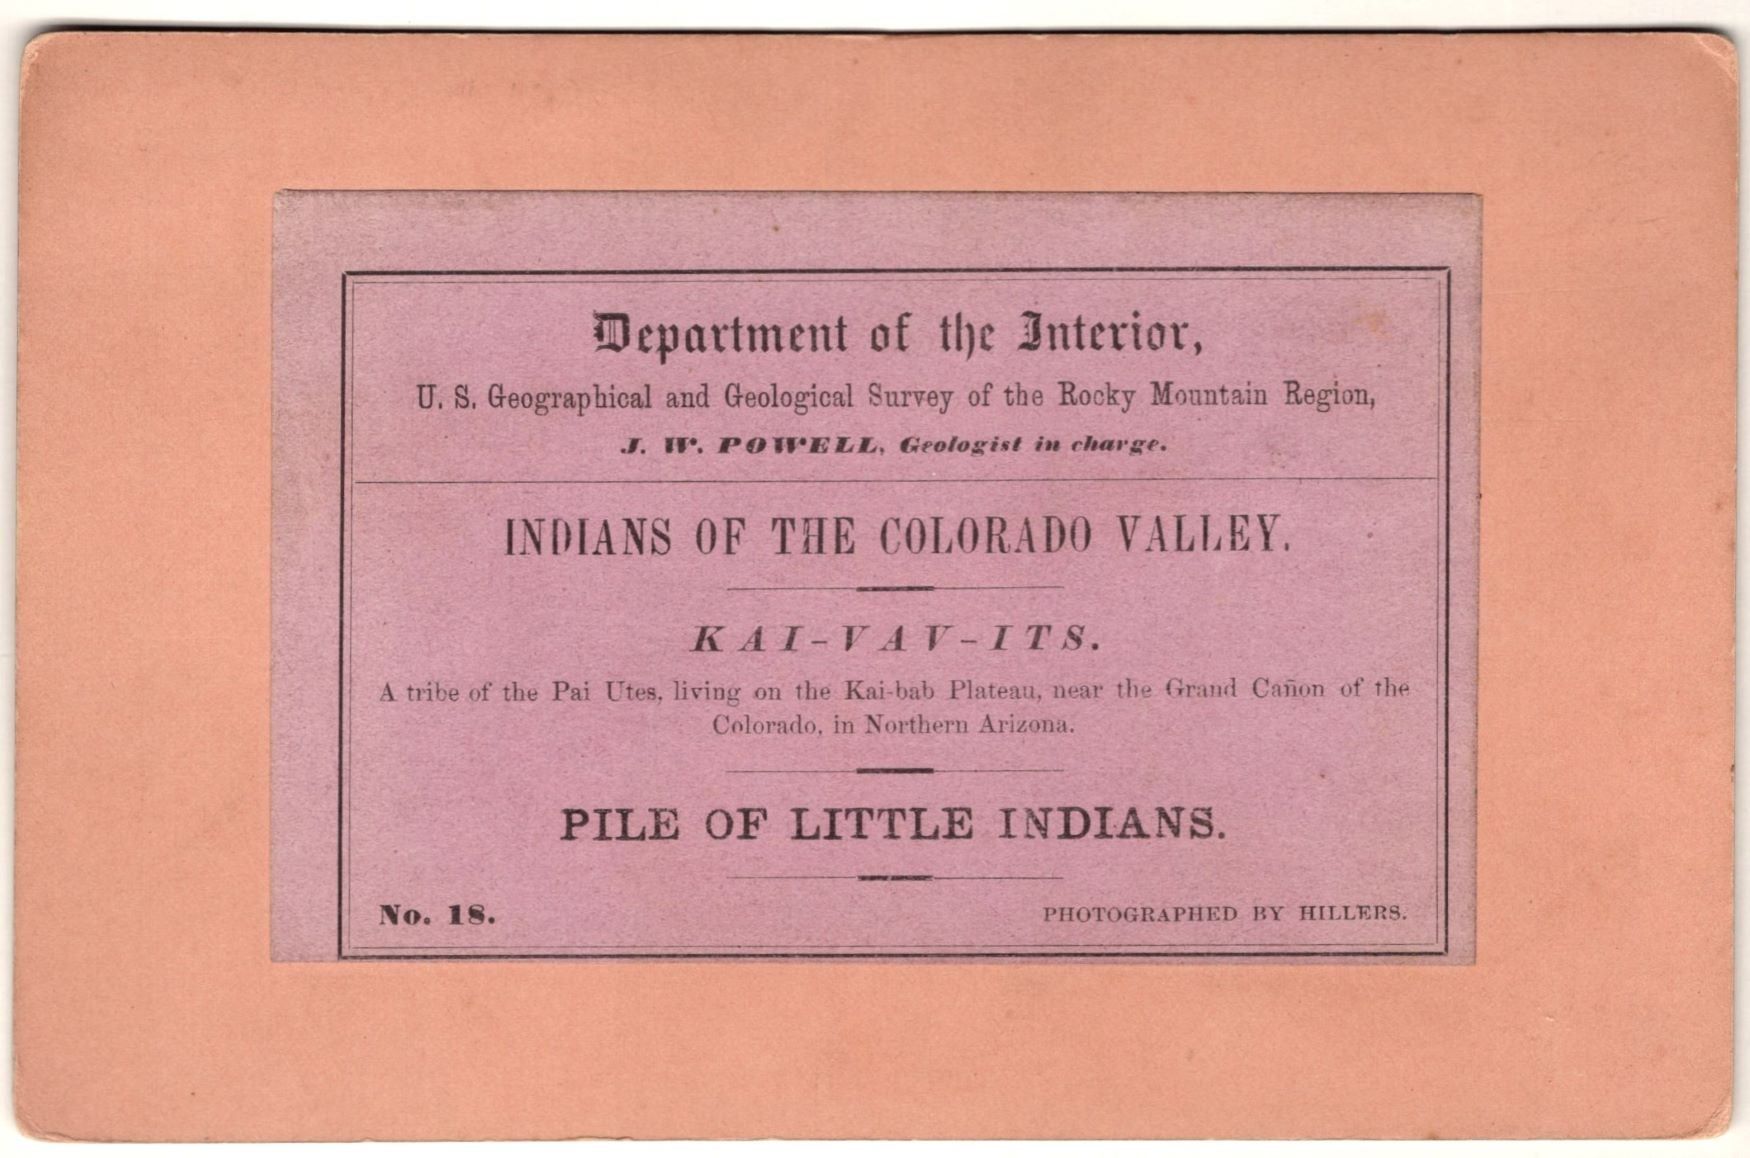 Department of the Interior,
U. S. Geographical and Geological Survey of the Rocky Mountain Region,
J. W. POWELL, Geologist in charge.
INDIANS OF THE COLORADO VALLEY.
KAI-VAV-ITS.
A tribe of the Pai Utes, living on the Kai-bab Plateau, near the Grand Cañon of the
Colorado, in Northern Arizona.
PILE OF LITTLE INDIANS.
No. 18.
PHOTOGRAPHED BY HILLERS.